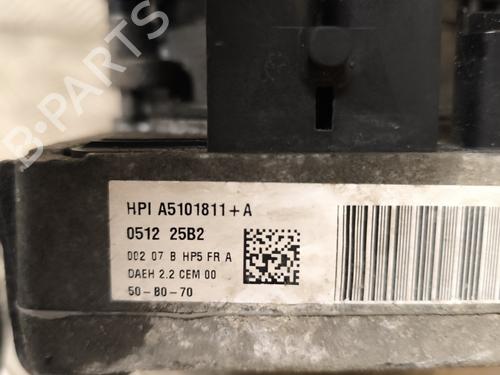 B-PARTS
HPI A5101811+A
0512 25B2
002 07 B HP5 FR A
DAEH 2.2 CEM 00
50-80-70